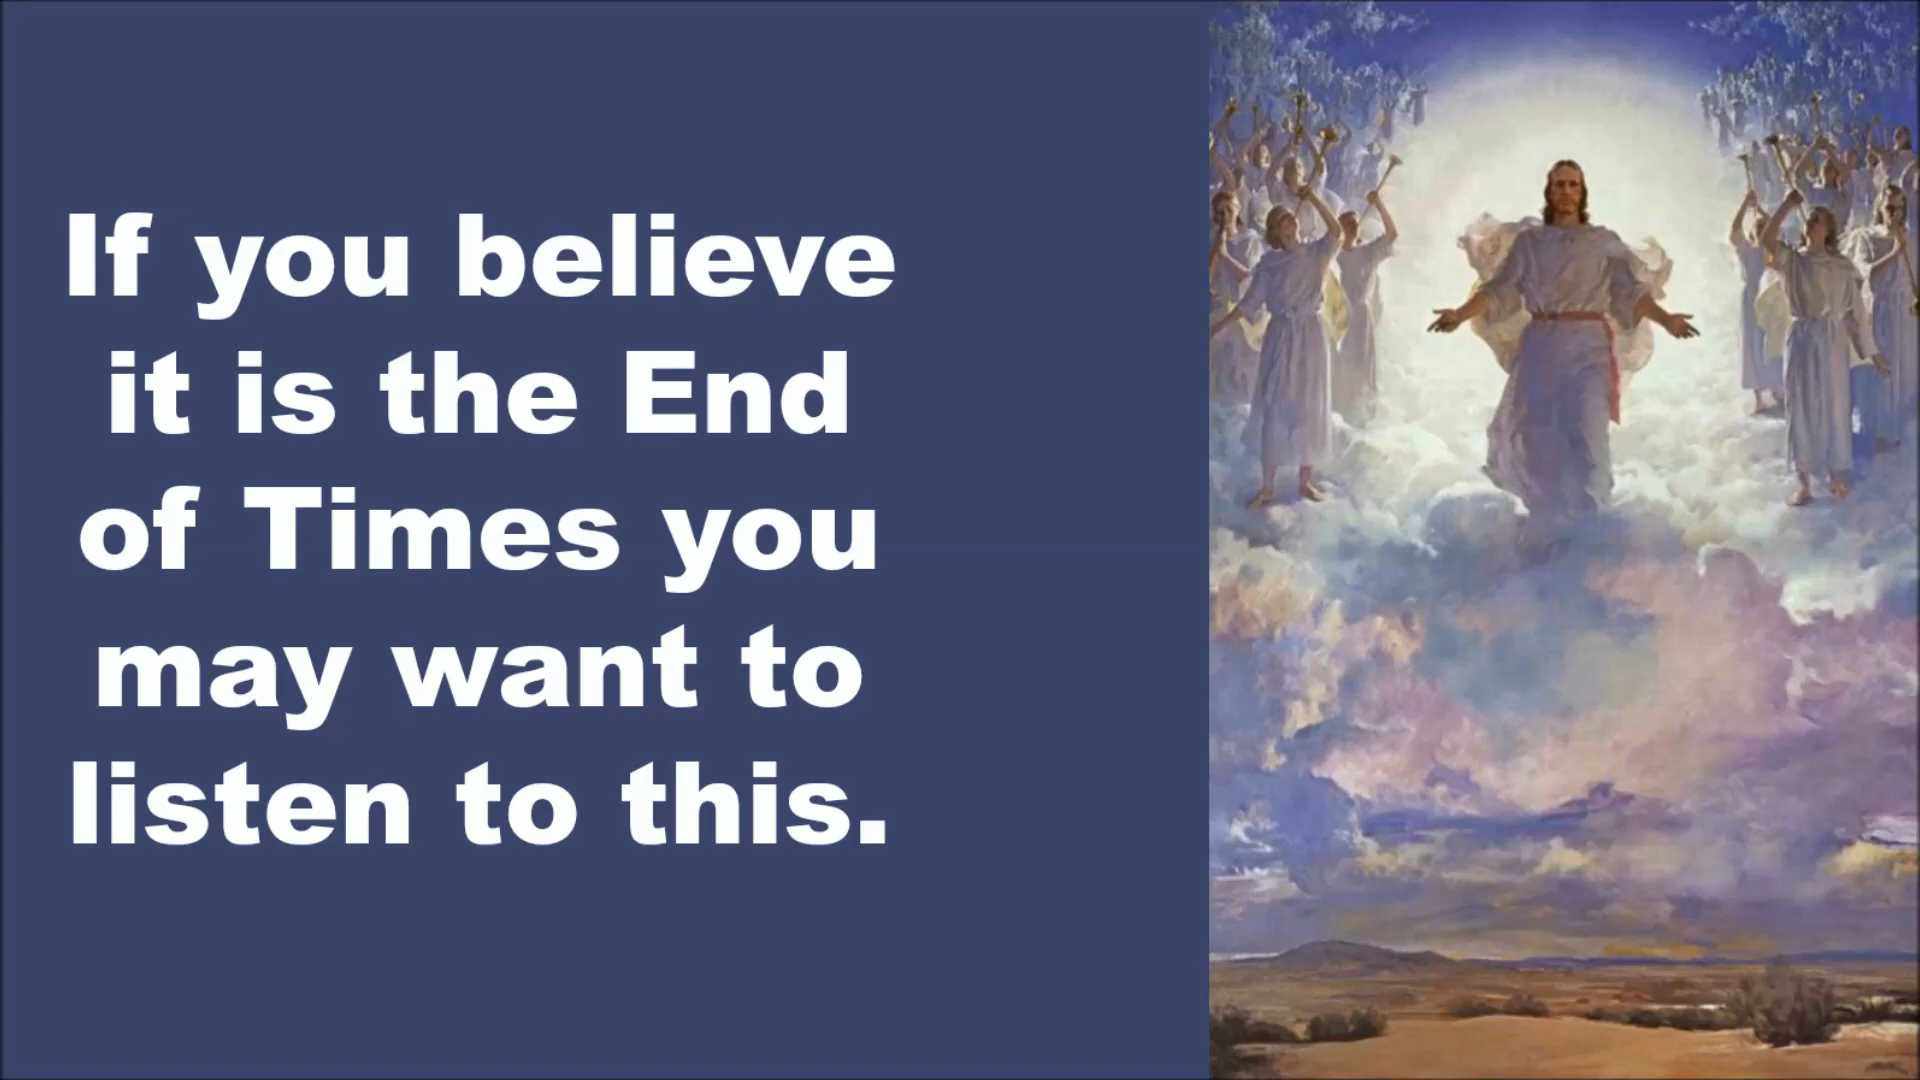 If you believe
it is the End
of Times you
may want to
listen to this.